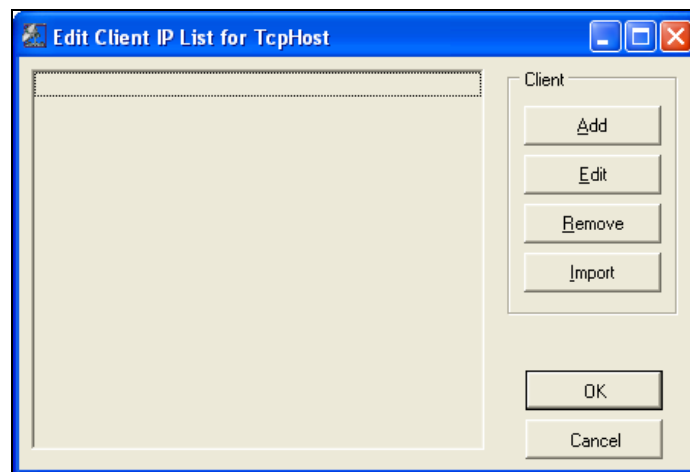 Edit Client IP List for TcpHost
Client
Add
Edit
Remove
Import
OK
Cancel